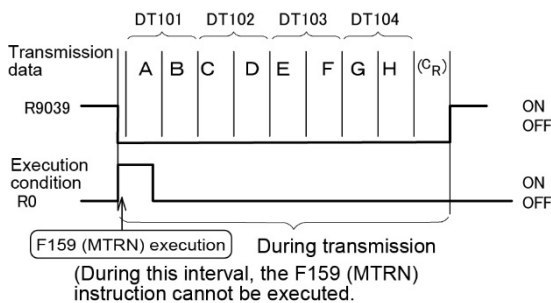 DT101 DT102 DT103 DT104
Transmission
data
A B C D E F G H (CR)
R9039
ON
OFF
Execution
condition
R0
ON
OFF
F159 (MTRN) execution
During transmission
(During this interval, the F159 (MTRN)
instruction cannot be executed.